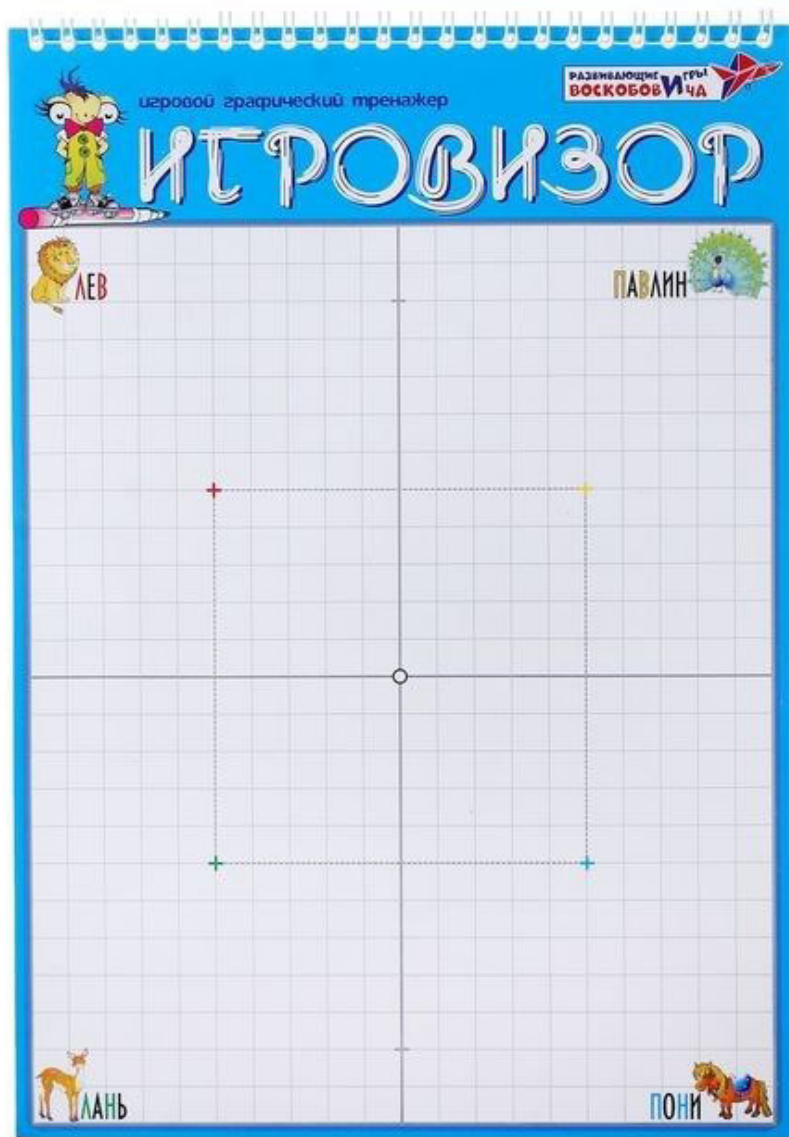 РАЗВИВАЮЩИЕ ИГРЫ
ВОСКОБОВИЧА
игровой графический тренажер
ИГРОВИЗОР
ЛЕВ
ПАВЛИН
ЛАНЬ
ПОНИ